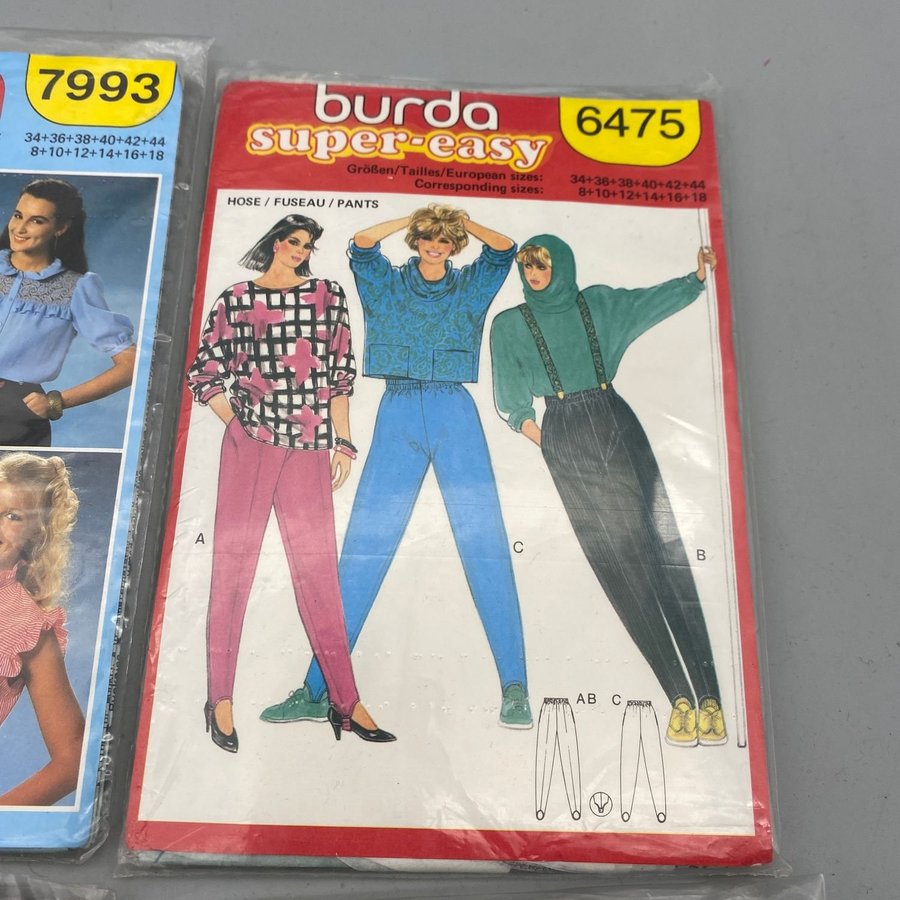 7993
34+36+38+40+42+44
8+10+12+14+16+18
burda
super-easy
6475
Größen/Tailles/European sizes:
34+36+38+40+42+44
Corresponding sizes:
8+10+12+14+16+18
HOSE / FUSEAU / PANTS
A
C
B
AB C